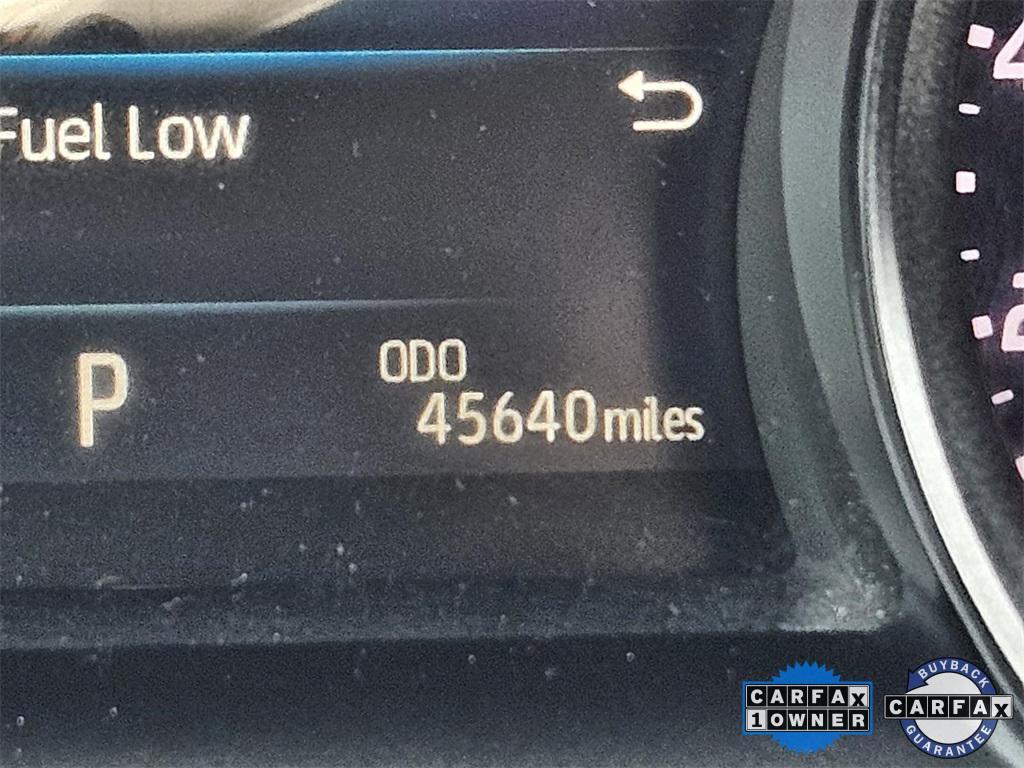 Fuel Low
P
ODO
45640 miles
CARFAX
1 OWNER
BUYBACK
CARFAX
GUARANTEE